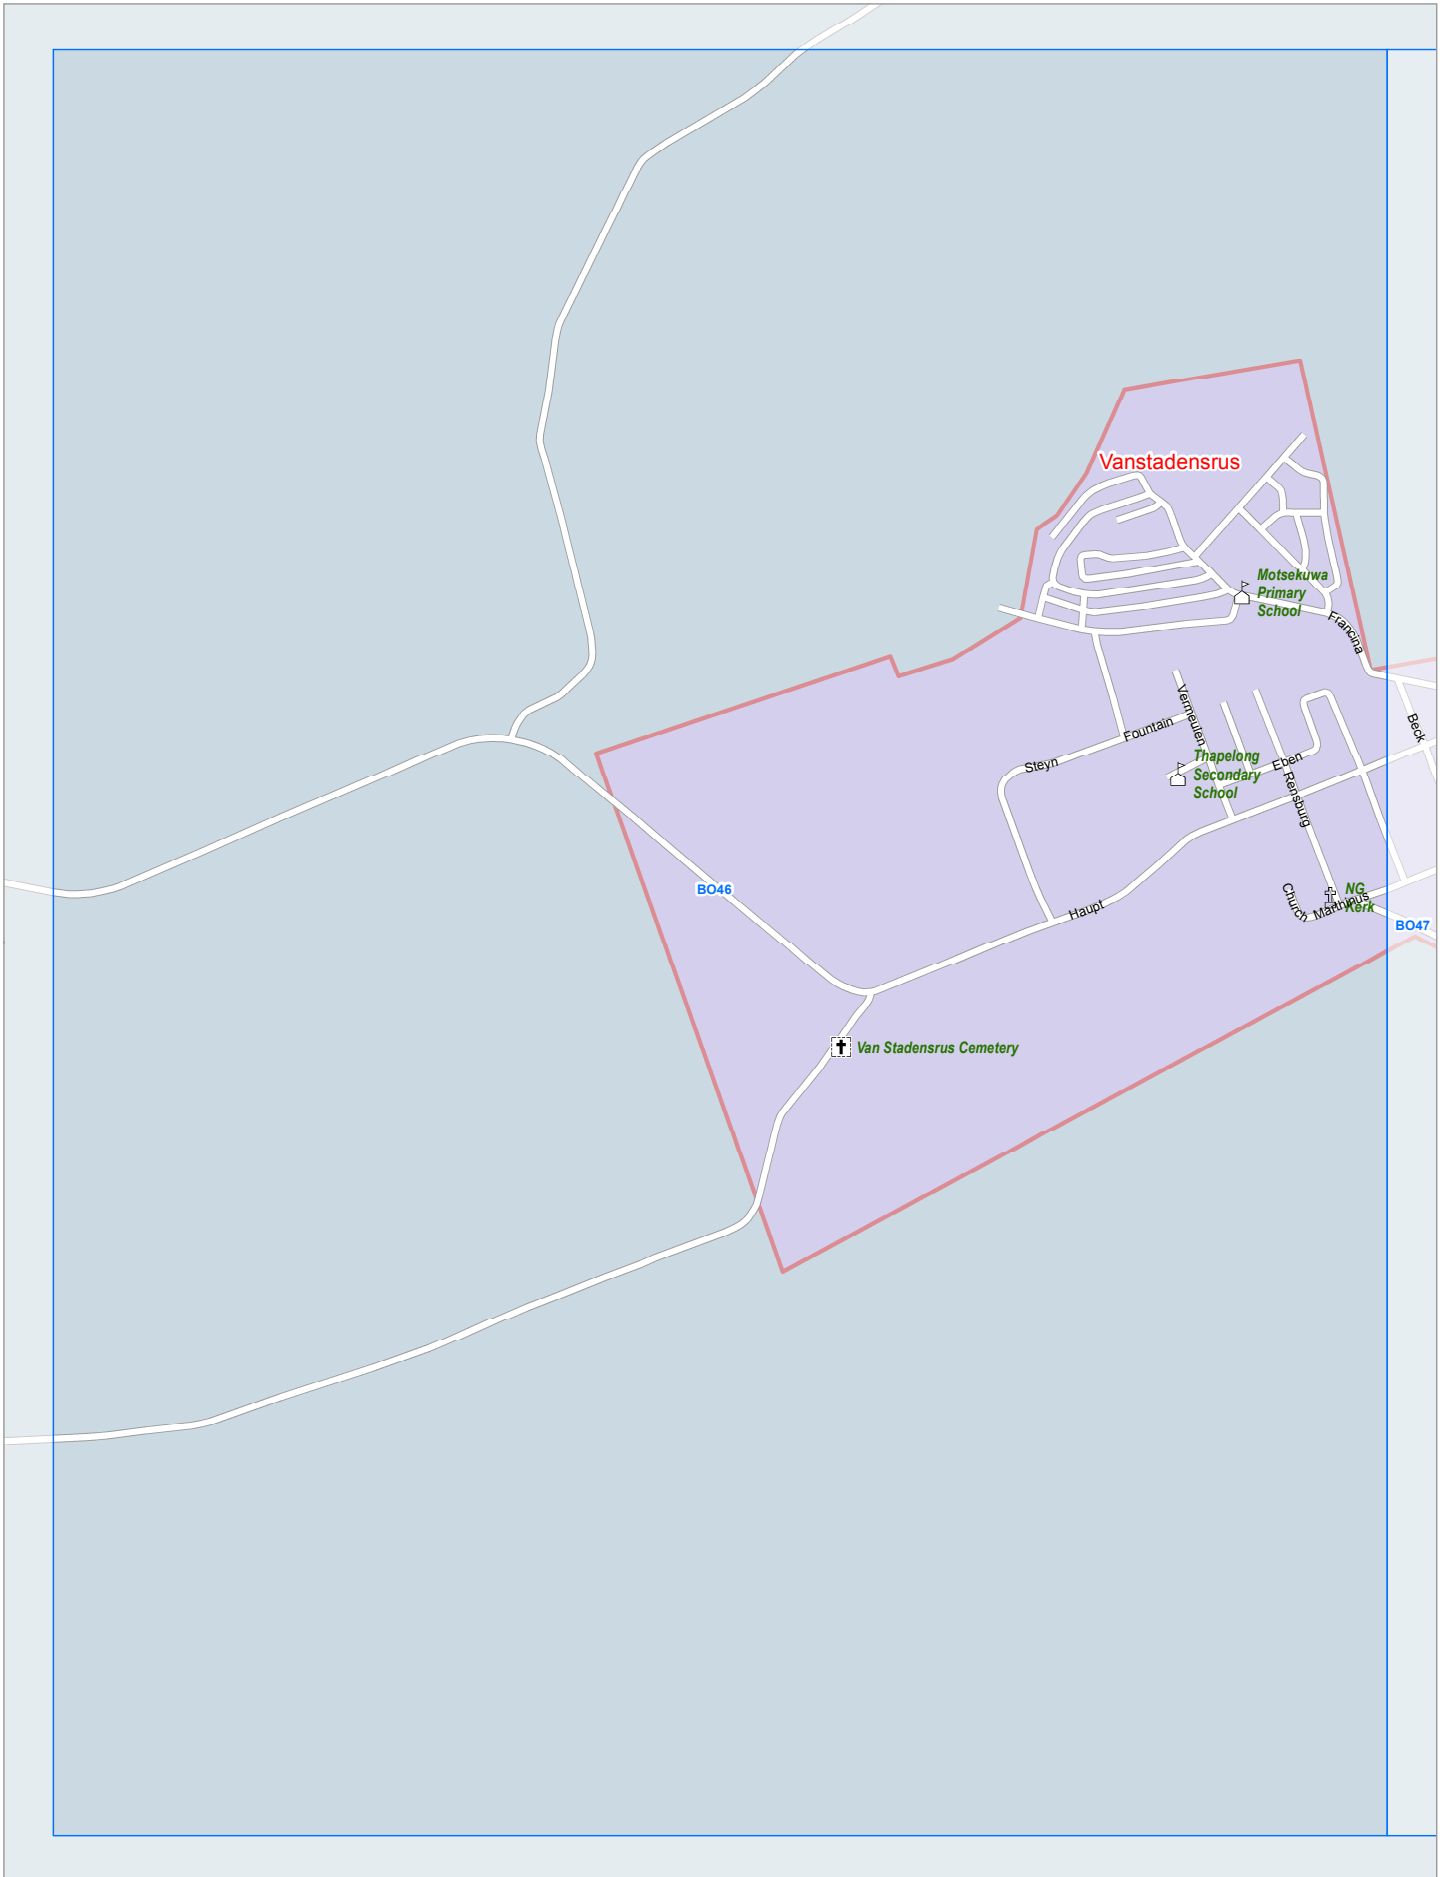 Vanstadensrus
Motsekuwa
Primary
School
Francina
Vermeulen
Beck
Fountain
Steyn
Thapelong
Secondary
School
Eben
Rensburg
BO46
NG
Kerk
Church
Marthinus
Haupt
BO47
Van Stadensrus Cemetery